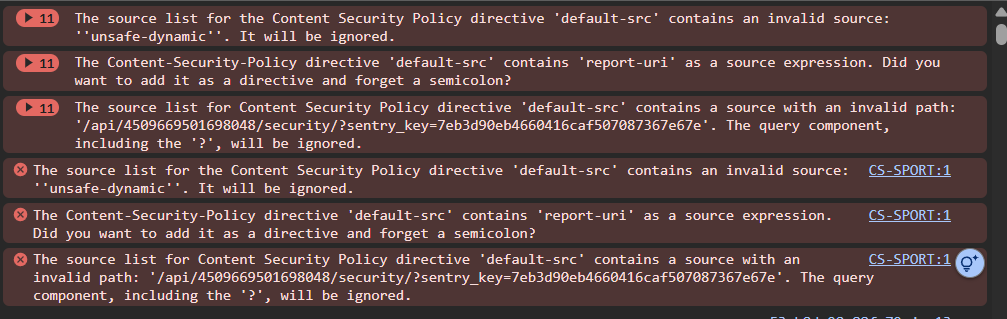 11 The source list for the Content Security Policy directive 'default-src' contains an invalid source:
''unsafe-dynamic''. It will be ignored.
11 The Content-Security-Policy directive 'default-src' contains 'report-uri' as a source expression. Did you
want to add it as a directive and forget a semicolon?
11 The source list for Content Security Policy directive 'default-src' contains a source with an invalid path:
'/api/4509669501698048/security/?sentry_key=7eb3d90eb4660416caf507087367e67e'. The query component,
including the '?', will be ignored.
The source list for the Content Security Policy directive 'default-src' contains an invalid source: CS-SPORT:1
''unsafe-dynamic''. It will be ignored.
The Content-Security-Policy directive 'default-src' contains 'report-uri' as a source expression. CS-SPORT:1
Did you want to add it as a directive and forget a semicolon?
The source list for Content Security Policy directive 'default-src' contains a source with an CS-SPORT:1
invalid path: '/api/4509669501698048/security/?sentry_key=7eb3d90eb4660416caf507087367e67e'. The query
component, including the '?', will be ignored.